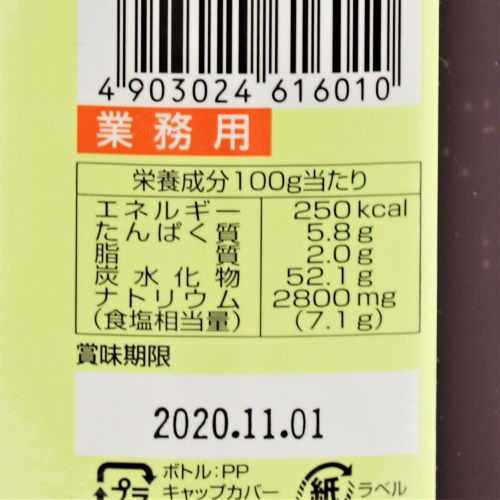 4 903024 616010
業務用
栄養成分100g当たり
エネルギー 250kcal
たんぱく質 5.8g
脂質 2.0g
炭水化物 52.1g
ナトリウム 2800mg
(食塩相当量) (7.1g)
賞味期限
2020.11.01
プラ ボトル:PP 紙 ラベル
キャップカバー